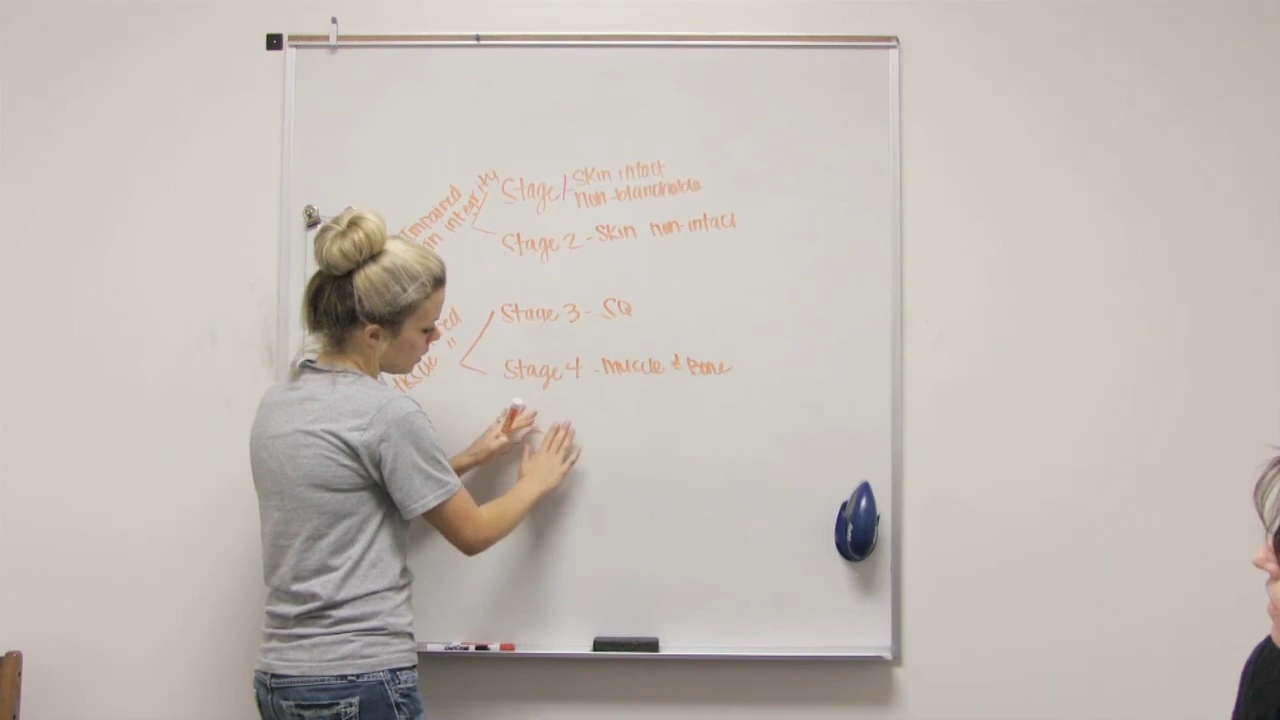 Impaired
integrity
Stage 1 - Skin intact
non-blanchable
Stage 2 - Skin non-intact
tissue "
Stage 3 - SQ
Stage 4 - Muscle & Bone